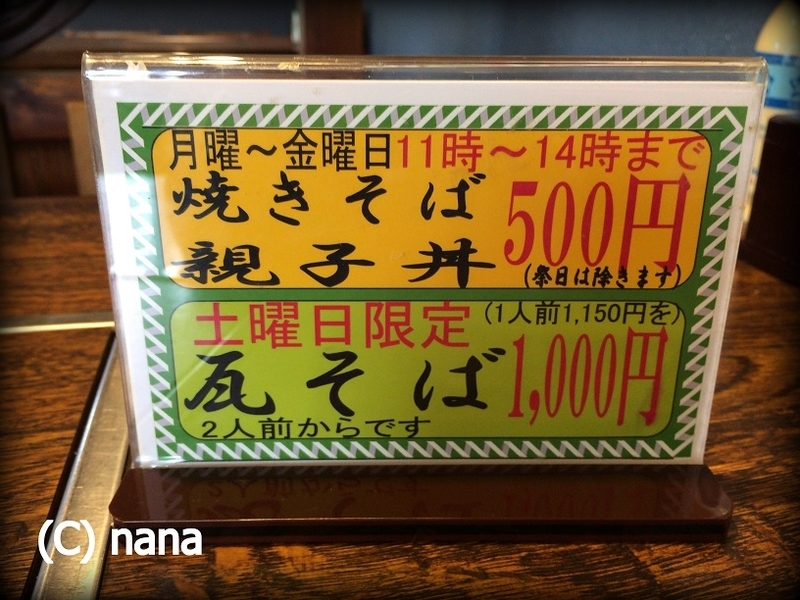 月曜～金曜日11時～14時まで
焼きそば 500円
親子丼
(祭日は除きます)
土曜日限定 (1人前1,150円を)
瓦そば 1,000円
2人前からです
(C) nana